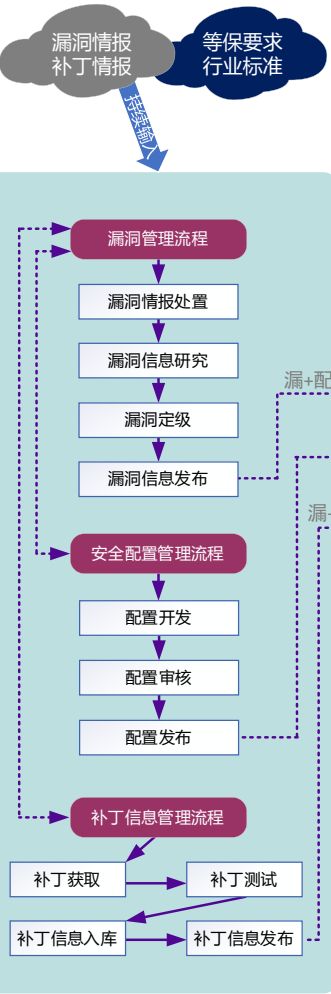 漏洞情报
补丁情报
等保要求
行业标准
持续输入
漏洞管理流程
漏洞情报处置
漏洞信息研究
漏+配
漏洞定级
漏洞信息发布
漏+
安全配置管理流程
配置开发
配置审核
配置发布
补丁信息管理流程
补丁获取
补丁测试
补丁信息入库
补丁信息发布